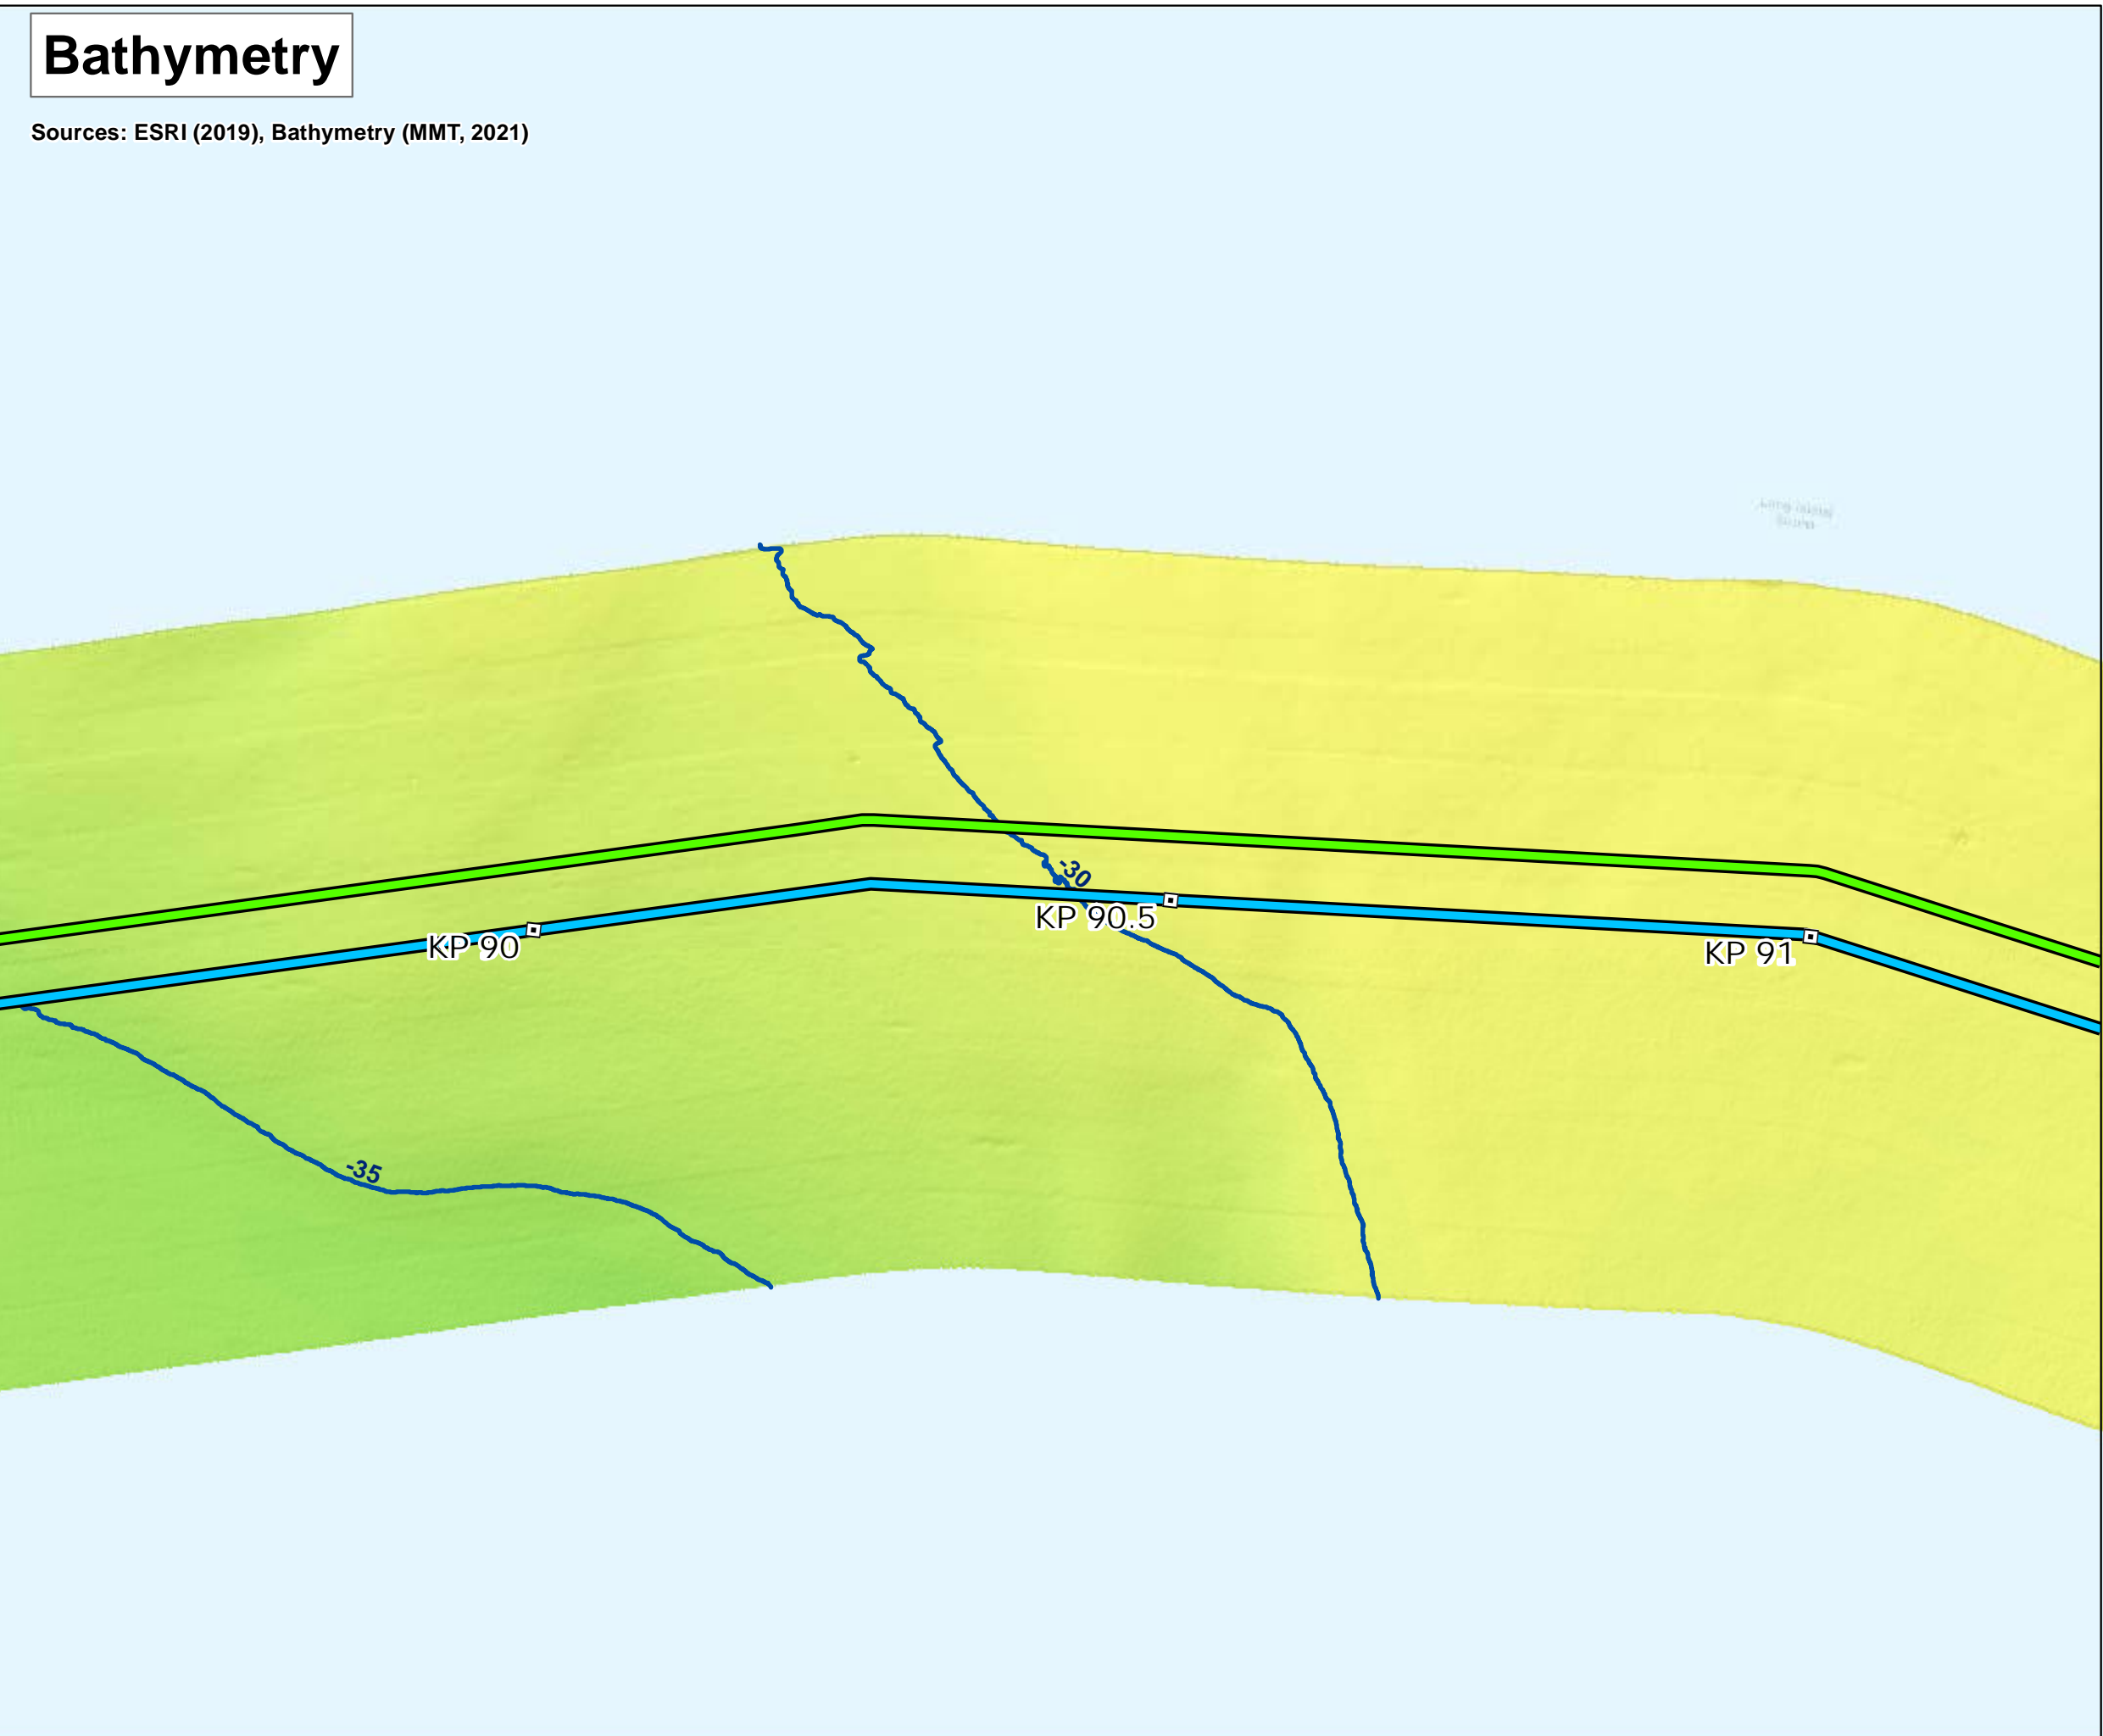 Bathymetry
Sources: ESRI (2019), Bathymetry (MMT, 2021)
-30
KP 90.5
KP 90
KP 91
-35